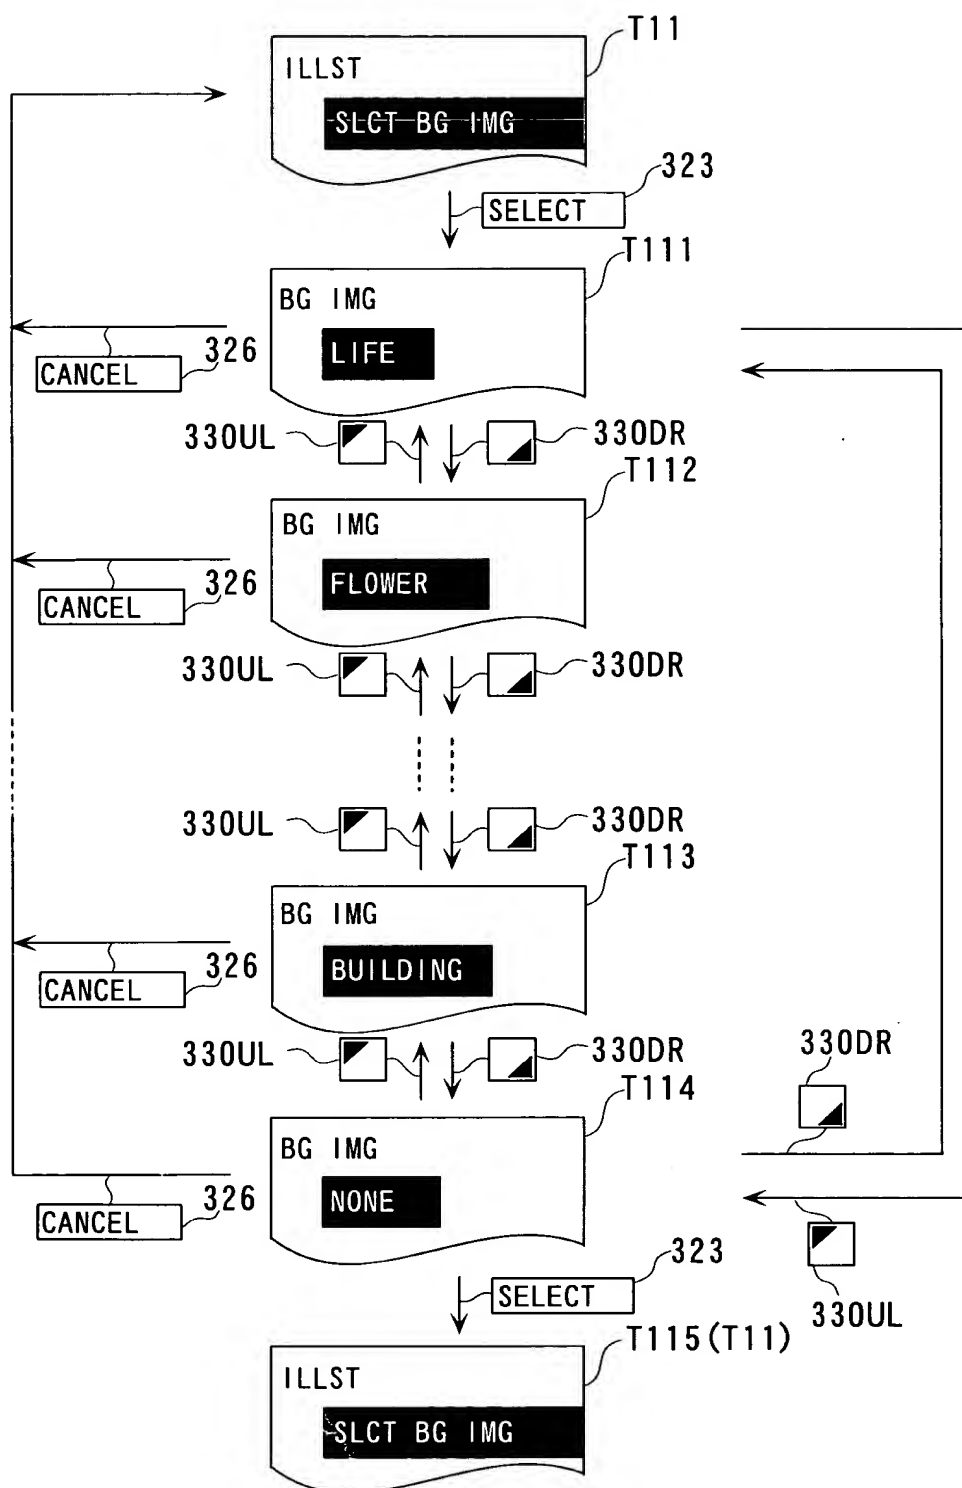 T11
ILLST
SLCT BG IMG
323
SELECT
T111
BG IMG
LIFE
326
CANCEL
330UL
330DR
T112
BG IMG
FLOWER
326
CANCEL
330UL
330DR
330UL
330DR
T113
BG IMG
BUILDING
326
CANCEL
330UL
330DR
330DR
T114
BG IMG
NONE
326
CANCEL
323
SELECT
330UL
T115(T11)
ILLST
SLCT BG IMG